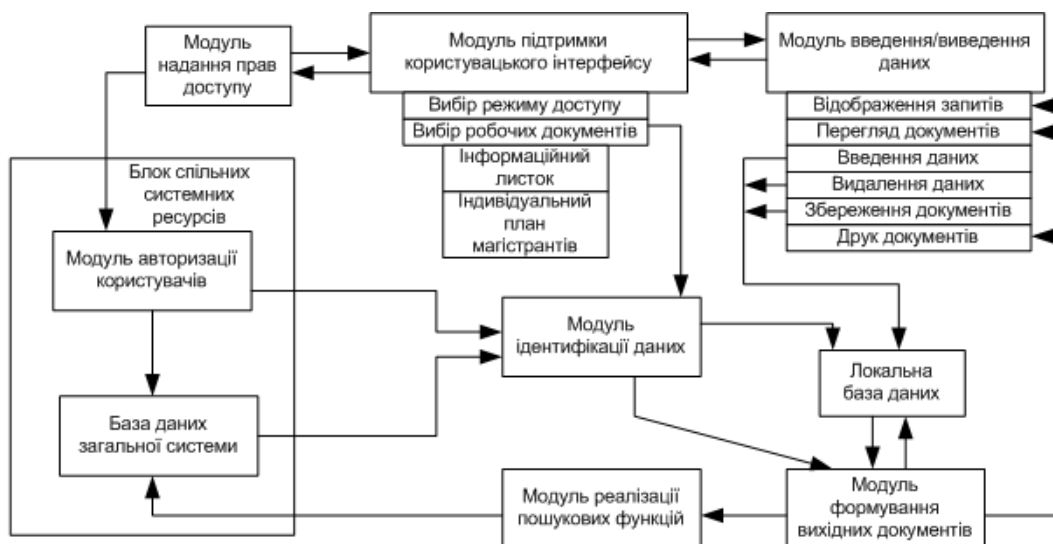 Модуль
надання прав
доступу
Модуль підтримки
користувацького інтерфейсу
Модуль введення/виведення
даних
Вибір режиму доступу
Вибір робочих документів
Інформаційний
листок
Індивідуальний
план
магістрантів
Відображення запитів
Перегляд документів
Введення даних
Видалення даних
Збереження документів
Друк документів
Блок спільних
системних
ресурсів
Модуль авторизації
користувачів
Модуль
ідентифікації даних
Локальна
база даних
База даних
загальної системи
Модуль реалізації
пошукових функцій
Модуль
формування
вихідних документів